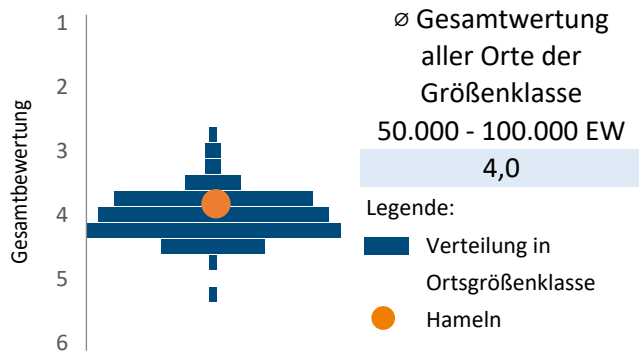 Gesamtbewertung
1
2
3
4
5
6
⌀ Gesamtwertung
aller Orte der
Größenklasse
50.000 - 100.000 EW
4,0
Legende:
Verteilung in
Ortsgrößenklasse
Hameln